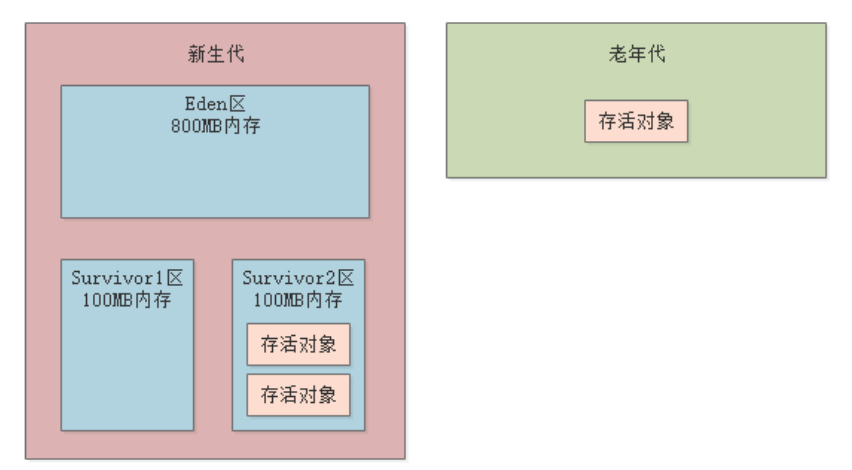 新生代
Eden区
800MB内存
Survivor1区
100MB内存
Survivor2区
100MB内存
存活对象
存活对象
老年代
存活对象